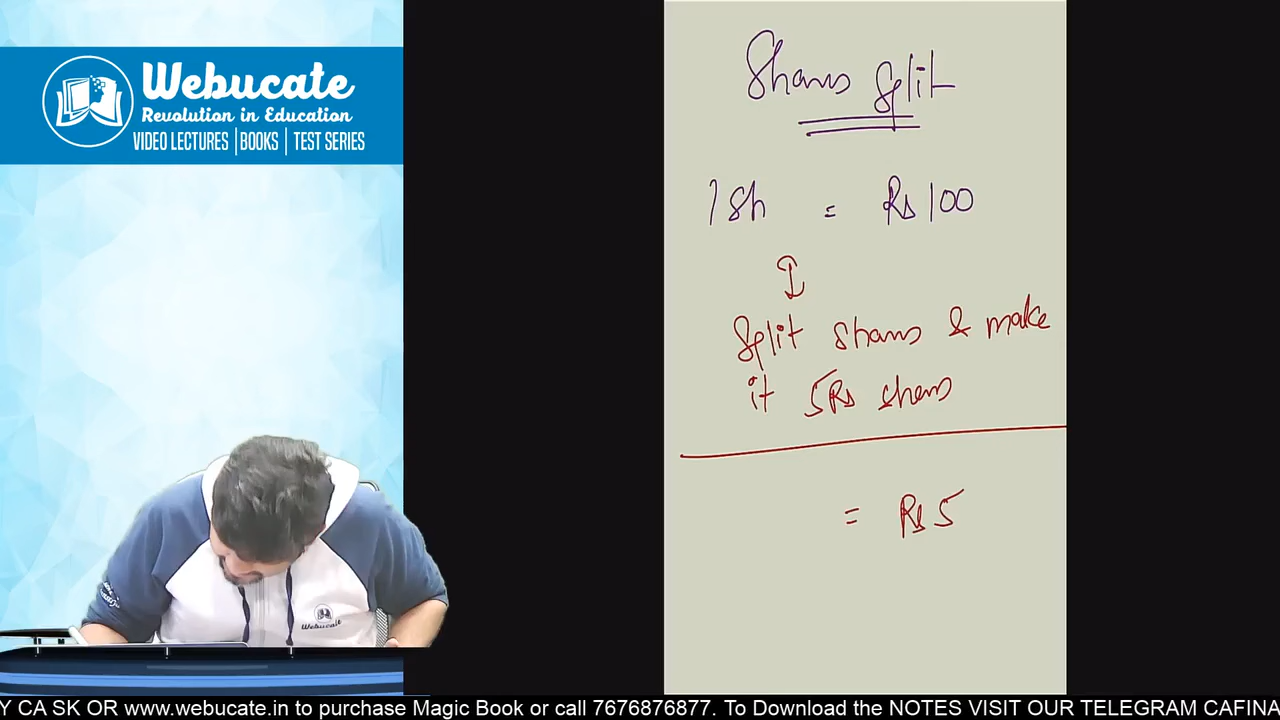 Webucate
Revolution in Education
VIDEO LECTURES | BOOKS | TEST SERIES
Shares Split
1 Sh = Rs 100
Split shares & make
it 5Rs shares
= Rs 5
Webucate
Y CA SK OR www.webucate.in to purchase Magic Book or call 7676876877. To Download the NOTES VISIT OUR TELEGRAM CAFINA